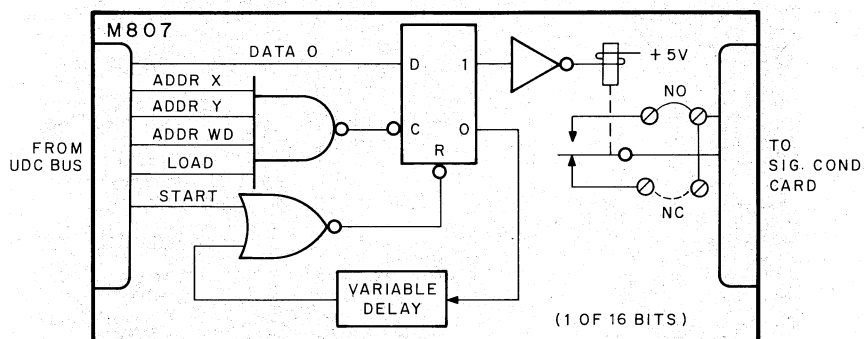 M807
DATA 0
ADDR X
ADDR Y
ADDR WD
LOAD
START
FROM
UDC BUS
D
1
C
0
R
+5V
NO
NC
TO
SIG. COND.
CARD
VARIABLE
DELAY
(1 OF 16 BITS)